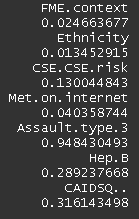 FME.context
0.024663677
Ethnicity
0.013452915
CSE.CSE.risk
0.130044843
Met.on.internet
0.040358744
Assault.type.3
0.948430493
Hep.B
0.289237668
CAIDSQ..
0.316143498